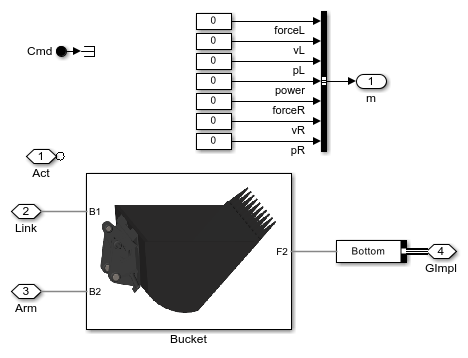 0
forceL
0
vL
Cmd
0
pL
0
power
1
m
0
forceR
0
vR
0
pR
1
Act
2
Link
B1
F2
Bottom
4
GImpl
3
Arm
B2
Bucket